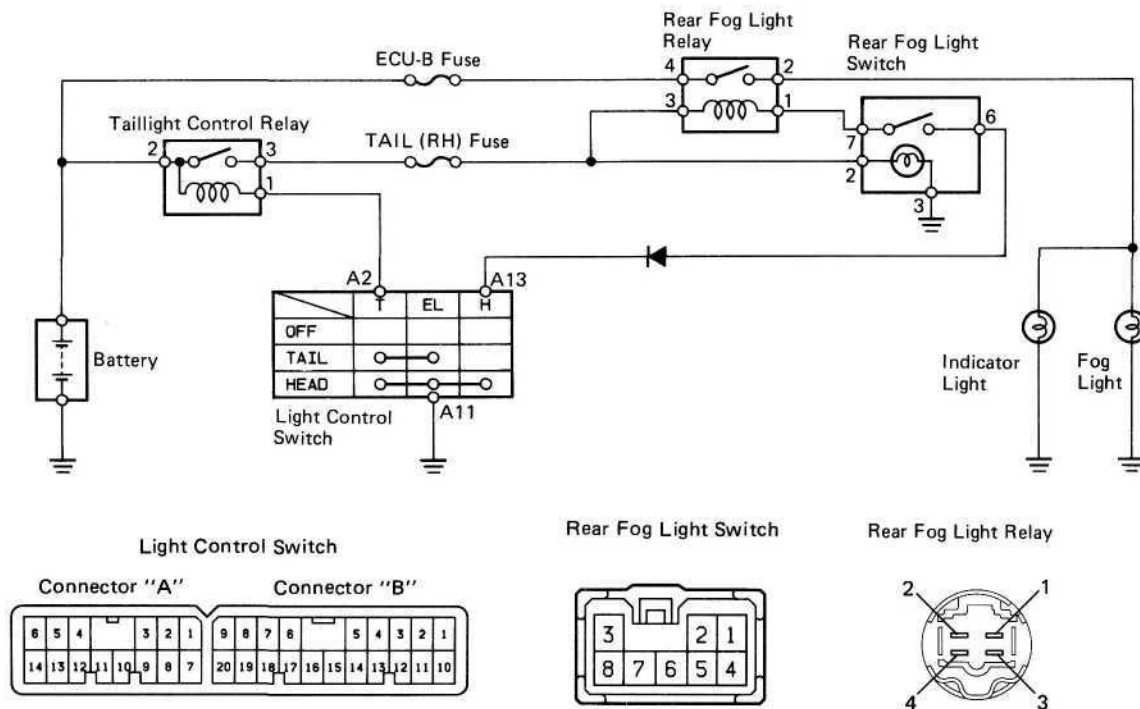 Rear Fog Light
Relay
Rear Fog Light
Switch
ECU-B Fuse
4
2
3
1
6
7
2
3
Taillight Control Relay
2
3
1
TAIL (RH) Fuse
A2
A13
T EL H
OFF
TAIL
HEAD
A11
Light Control
Switch
Battery
Indicator
Light
Fog
Light
Light Control Switch
Connector "A" Connector "B"
6 5 4 3 2 1
14 13 12 11 10 9 8 7
9 8 7 6 5 4 3 2 1
20 19 18 17 16 15 14 13 12 11 10
Rear Fog Light Switch
3 2 1
8 7 6 5 4
Rear Fog Light Relay
2 1
4 3